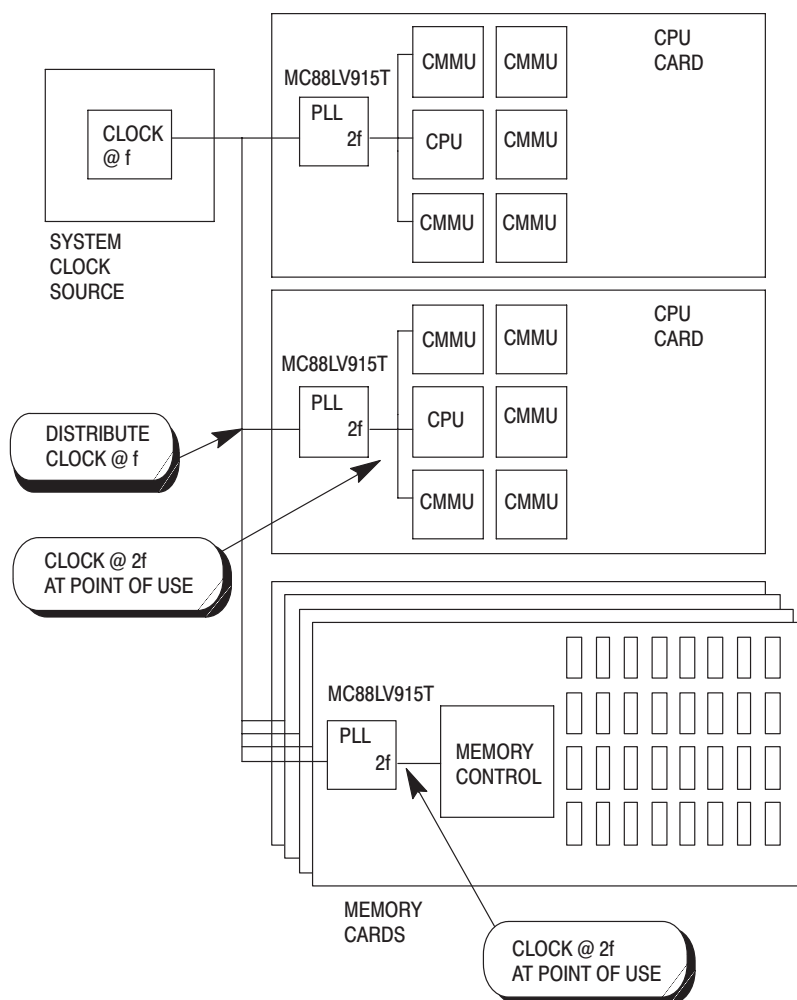 CPU
CARD
MC88LV915T
CMMU CMMU
PLL
2f
CLOCK
@ f
CPU CMMU
CMMU CMMU
SYSTEM
CLOCK
SOURCE
CPU
CARD
MC88LV915T
CMMU CMMU
PLL
2f
CPU CMMU
CMMU CMMU
DISTRIBUTE
CLOCK @ f
CLOCK @ 2f
AT POINT OF USE
MC88LV915T
PLL
2f
MEMORY
CONTROL
MEMORY
CARDS
CLOCK @ 2f
AT POINT OF USE